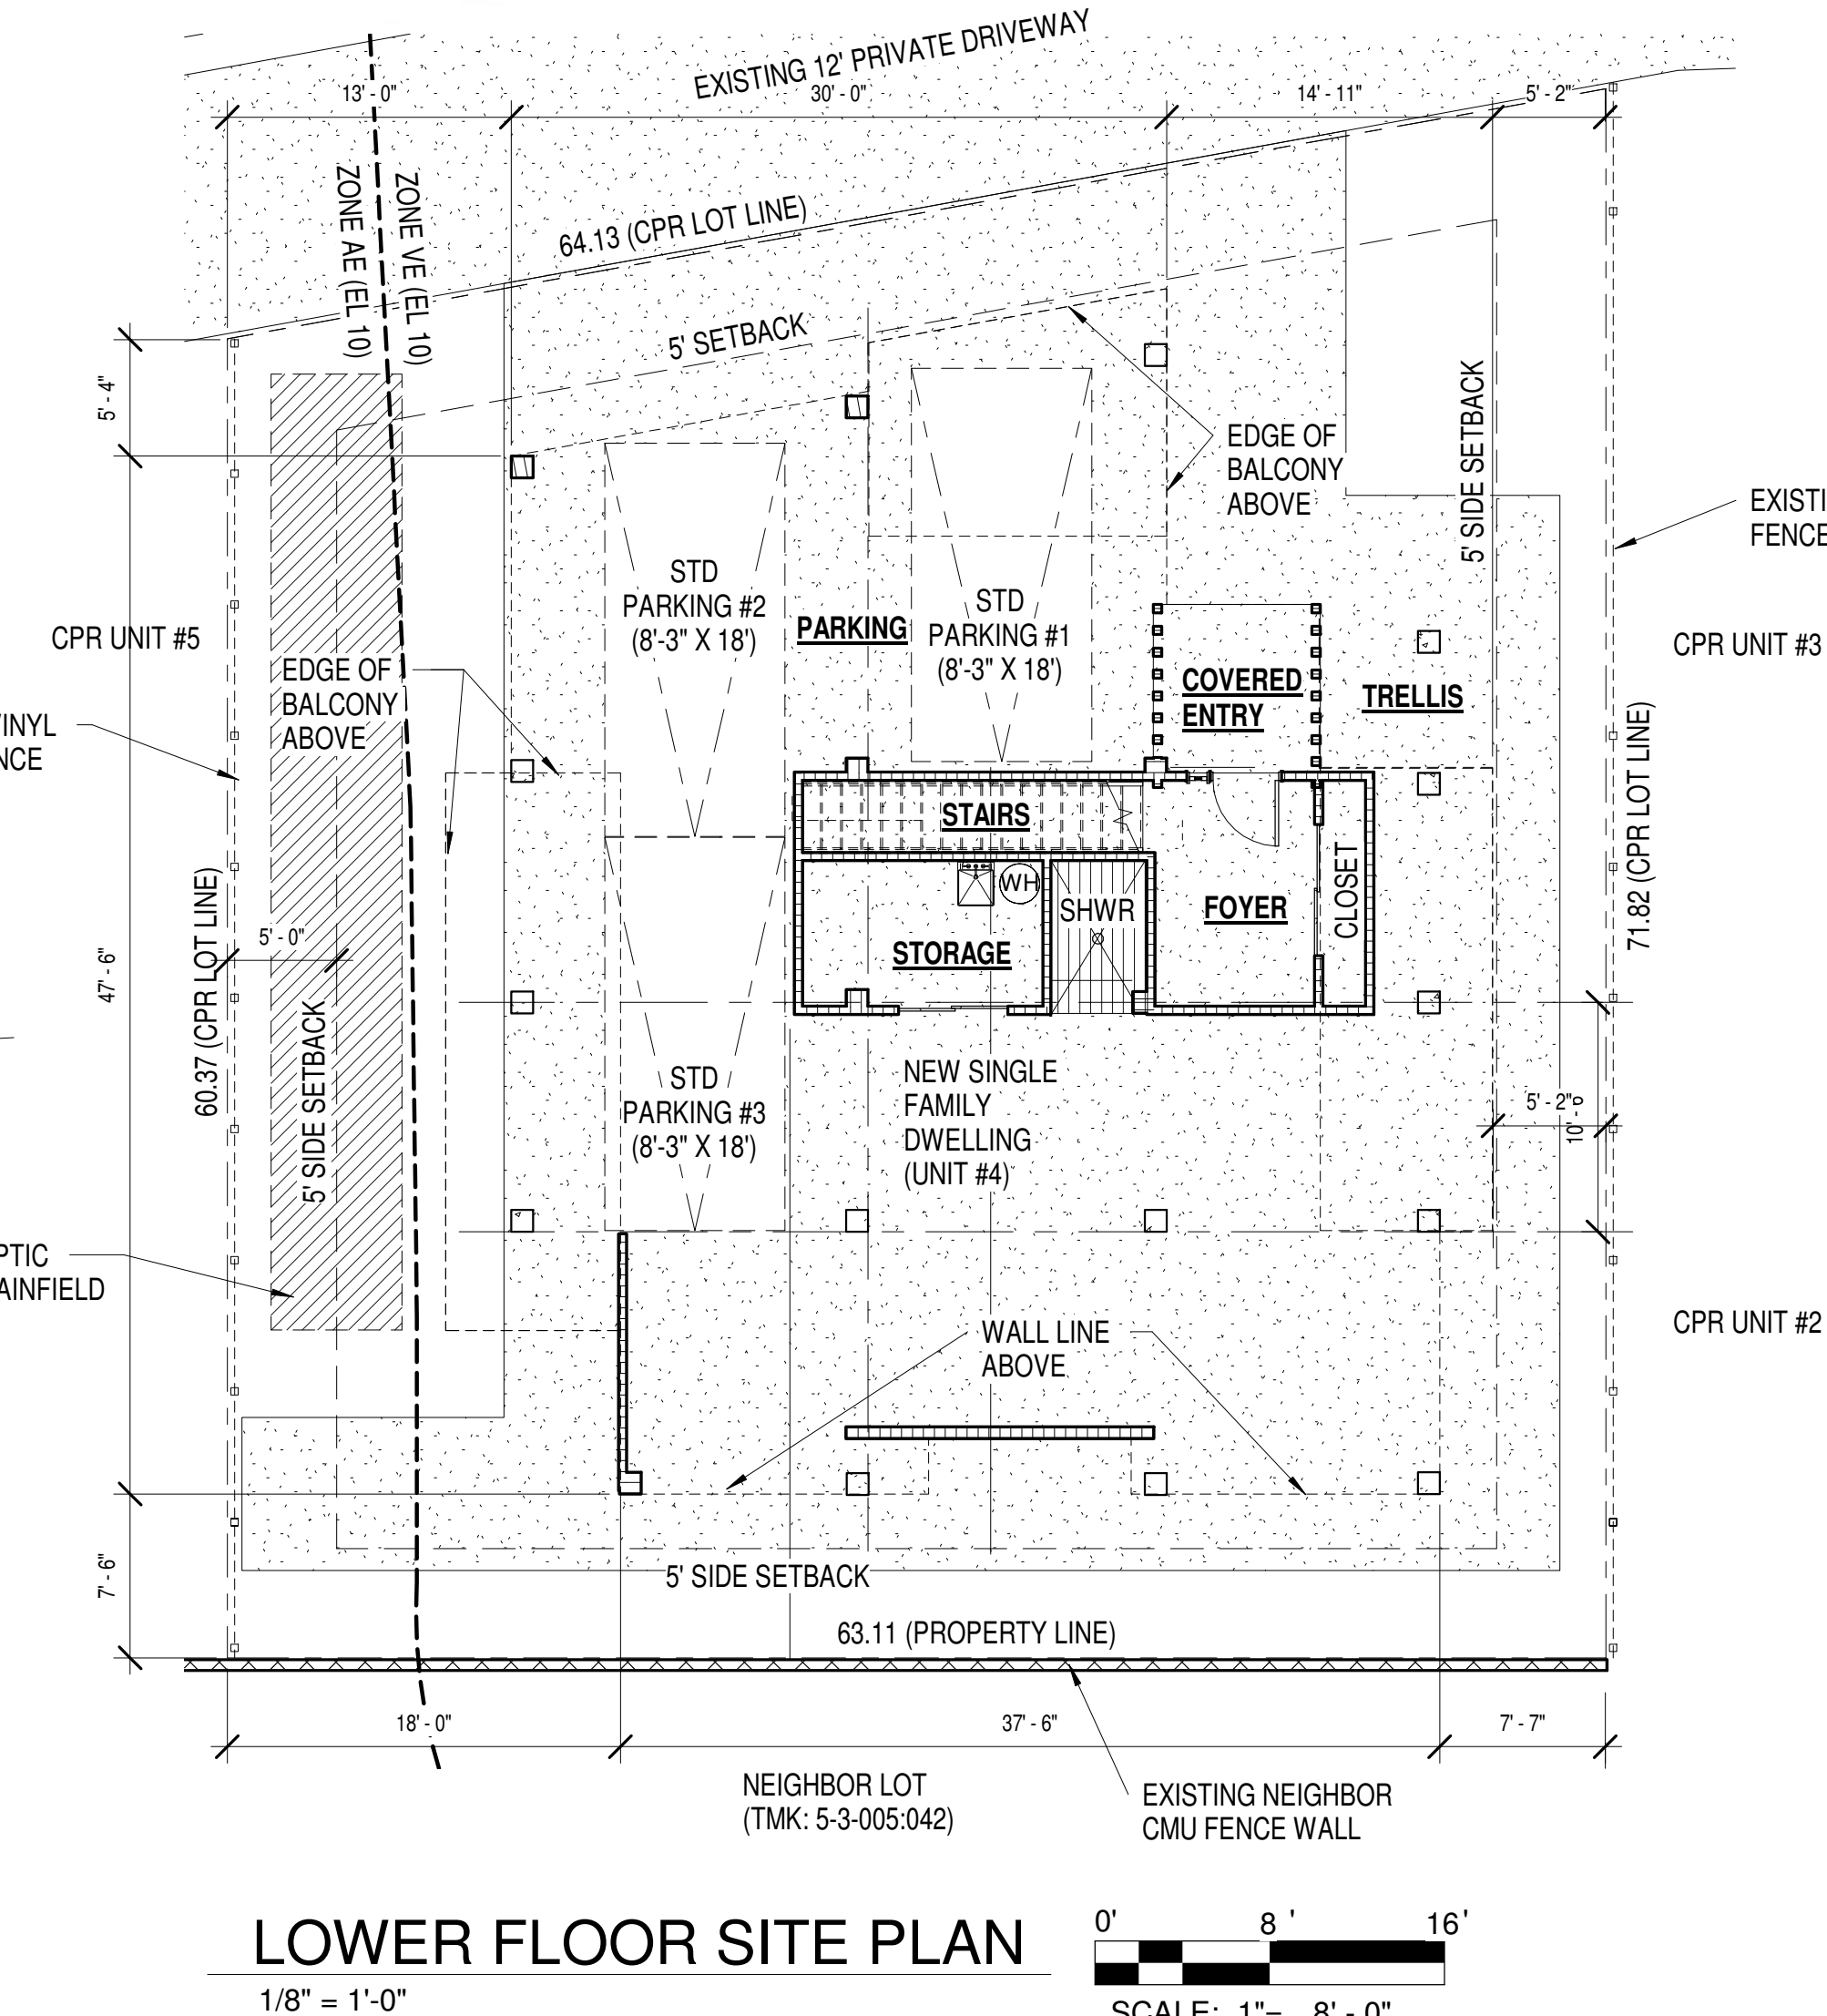 EXISTING 12' PRIVATE DRIVEWAY
13' - 0"
30' - 0"
14' - 11"
5' - 2"
ZONE AE (EL 10)
ZONE VE (EL 10)
64.13 (CPR LOT LINE)
5' SETBACK
5' - 4"
EDGE OF
BALCONY
ABOVE
5' SIDE SETBACK
EXISTI
FENCE
STD
PARKING #2
(8'-3" X 18')
PARKING
STD
PARKING #1
(8'-3" X 18')
CPR UNIT #5
CPR UNIT #3
EDGE OF
BALCONY
ABOVE
COVERED
ENTRY
TRELLIS
VINYL
NCE
71.82 (CPR LOT LINE)
STAIRS
WH
SHWR
FOYER
CLOSET
STORAGE
60.37 (CPR LOT LINE)
5' - 0"
47' - 6"
5' SIDE SETBACK
STD
PARKING #3
(8'-3" X 18')
NEW SINGLE
FAMILY
DWELLING
(UNIT #4)
5' - 2"
10' - 6
PTIC
AINFIELD
WALL LINE
ABOVE
CPR UNIT #2
7' - 6"
5' SIDE SETBACK
63.11 (PROPERTY LINE)
18' - 0"
37' - 6"
7' - 7"
NEIGHBOR LOT
(TMK: 5-3-005:042)
EXISTING NEIGHBOR
CMU FENCE WALL
LOWER FLOOR SITE PLAN
1/8" = 1'-0"
0' 8 ' 16'
SCALE: 1"= 8' - 0"